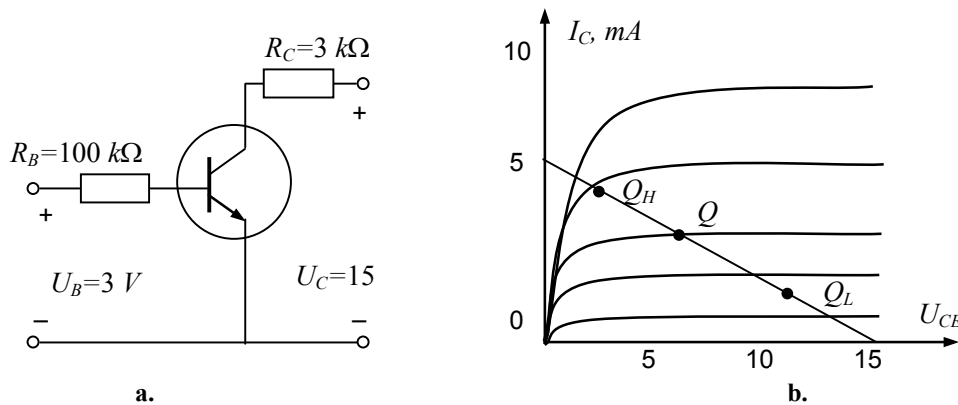 R_C=3 kΩ
+
R_B=100 kΩ
+
U_B=3 V
U_C=15
–
–
a.
I_C, mA
10
5
0
Q_H
Q
Q_L
U_CE
5
10
15
b.